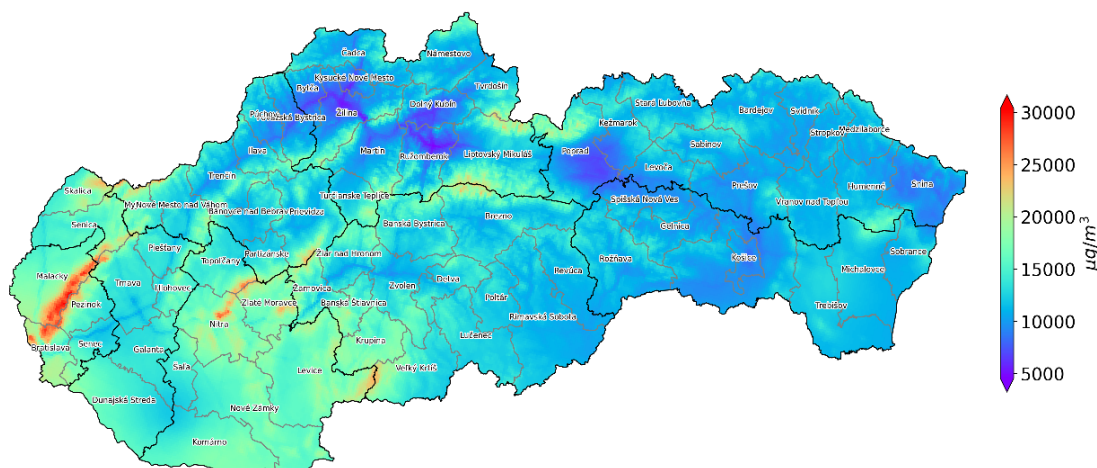 Čadca
Námestovo
Kysucké Nové Mesto
Bytča
Tvrdošín
Dolný Kubín
Žilina
Považská Bystrica
Stará Ľubovňa
Bardejov
Svidník
Medzilaborce
Stropkov
Kežmarok
Sabinov
Ilava
Martin
Ružomberok
Liptovský Mikuláš
Poprad
Levoča
Trenčín
Prešov
Humenné
Snina
Skalica
Turčianske Teplice
Spišská Nová Ves
Vranov nad Topľou
Nové Mesto nad Váhom
Bánovce nad Bebravou
Prievidza
Senica
Banská Bystrica
Brezno
Gelnica
Piešťany
Partizánske
Žiar nad Hronom
Topoľčany
Rožňava
Košice
Sobrance
Michalovce
Malacky
Trnava
Hlohovec
Žarnovica
Zvolen
Detva
Revúca
Pezinok
Zlaté Moravce
Banská Štiavnica
Poltár
Trebišov
Nitra
Rimavská Sobota
Bratislava
Senec
Galanta
Krupina
Lučenec
Šaľa
Levice
Veľký Krtíš
Dunajská Streda
Nové Zámky
Komárno
30000
25000
20000
15000
10000
5000
μg/m³